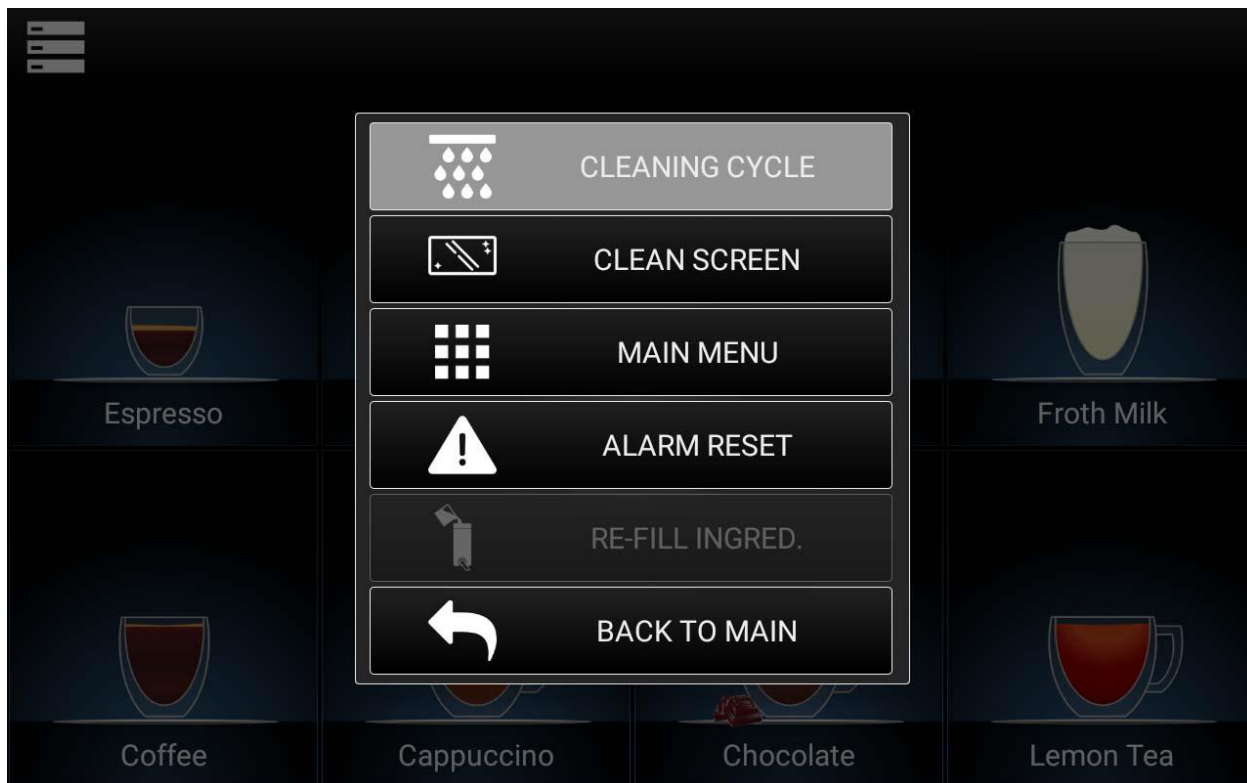 CLEANING CYCLE
CLEAN SCREEN
MAIN MENU
ALARM RESET
RE-FILL INGRED.
BACK TO MAIN
Espresso
Froth Milk
Coffee
Cappuccino
Chocolate
Lemon Tea